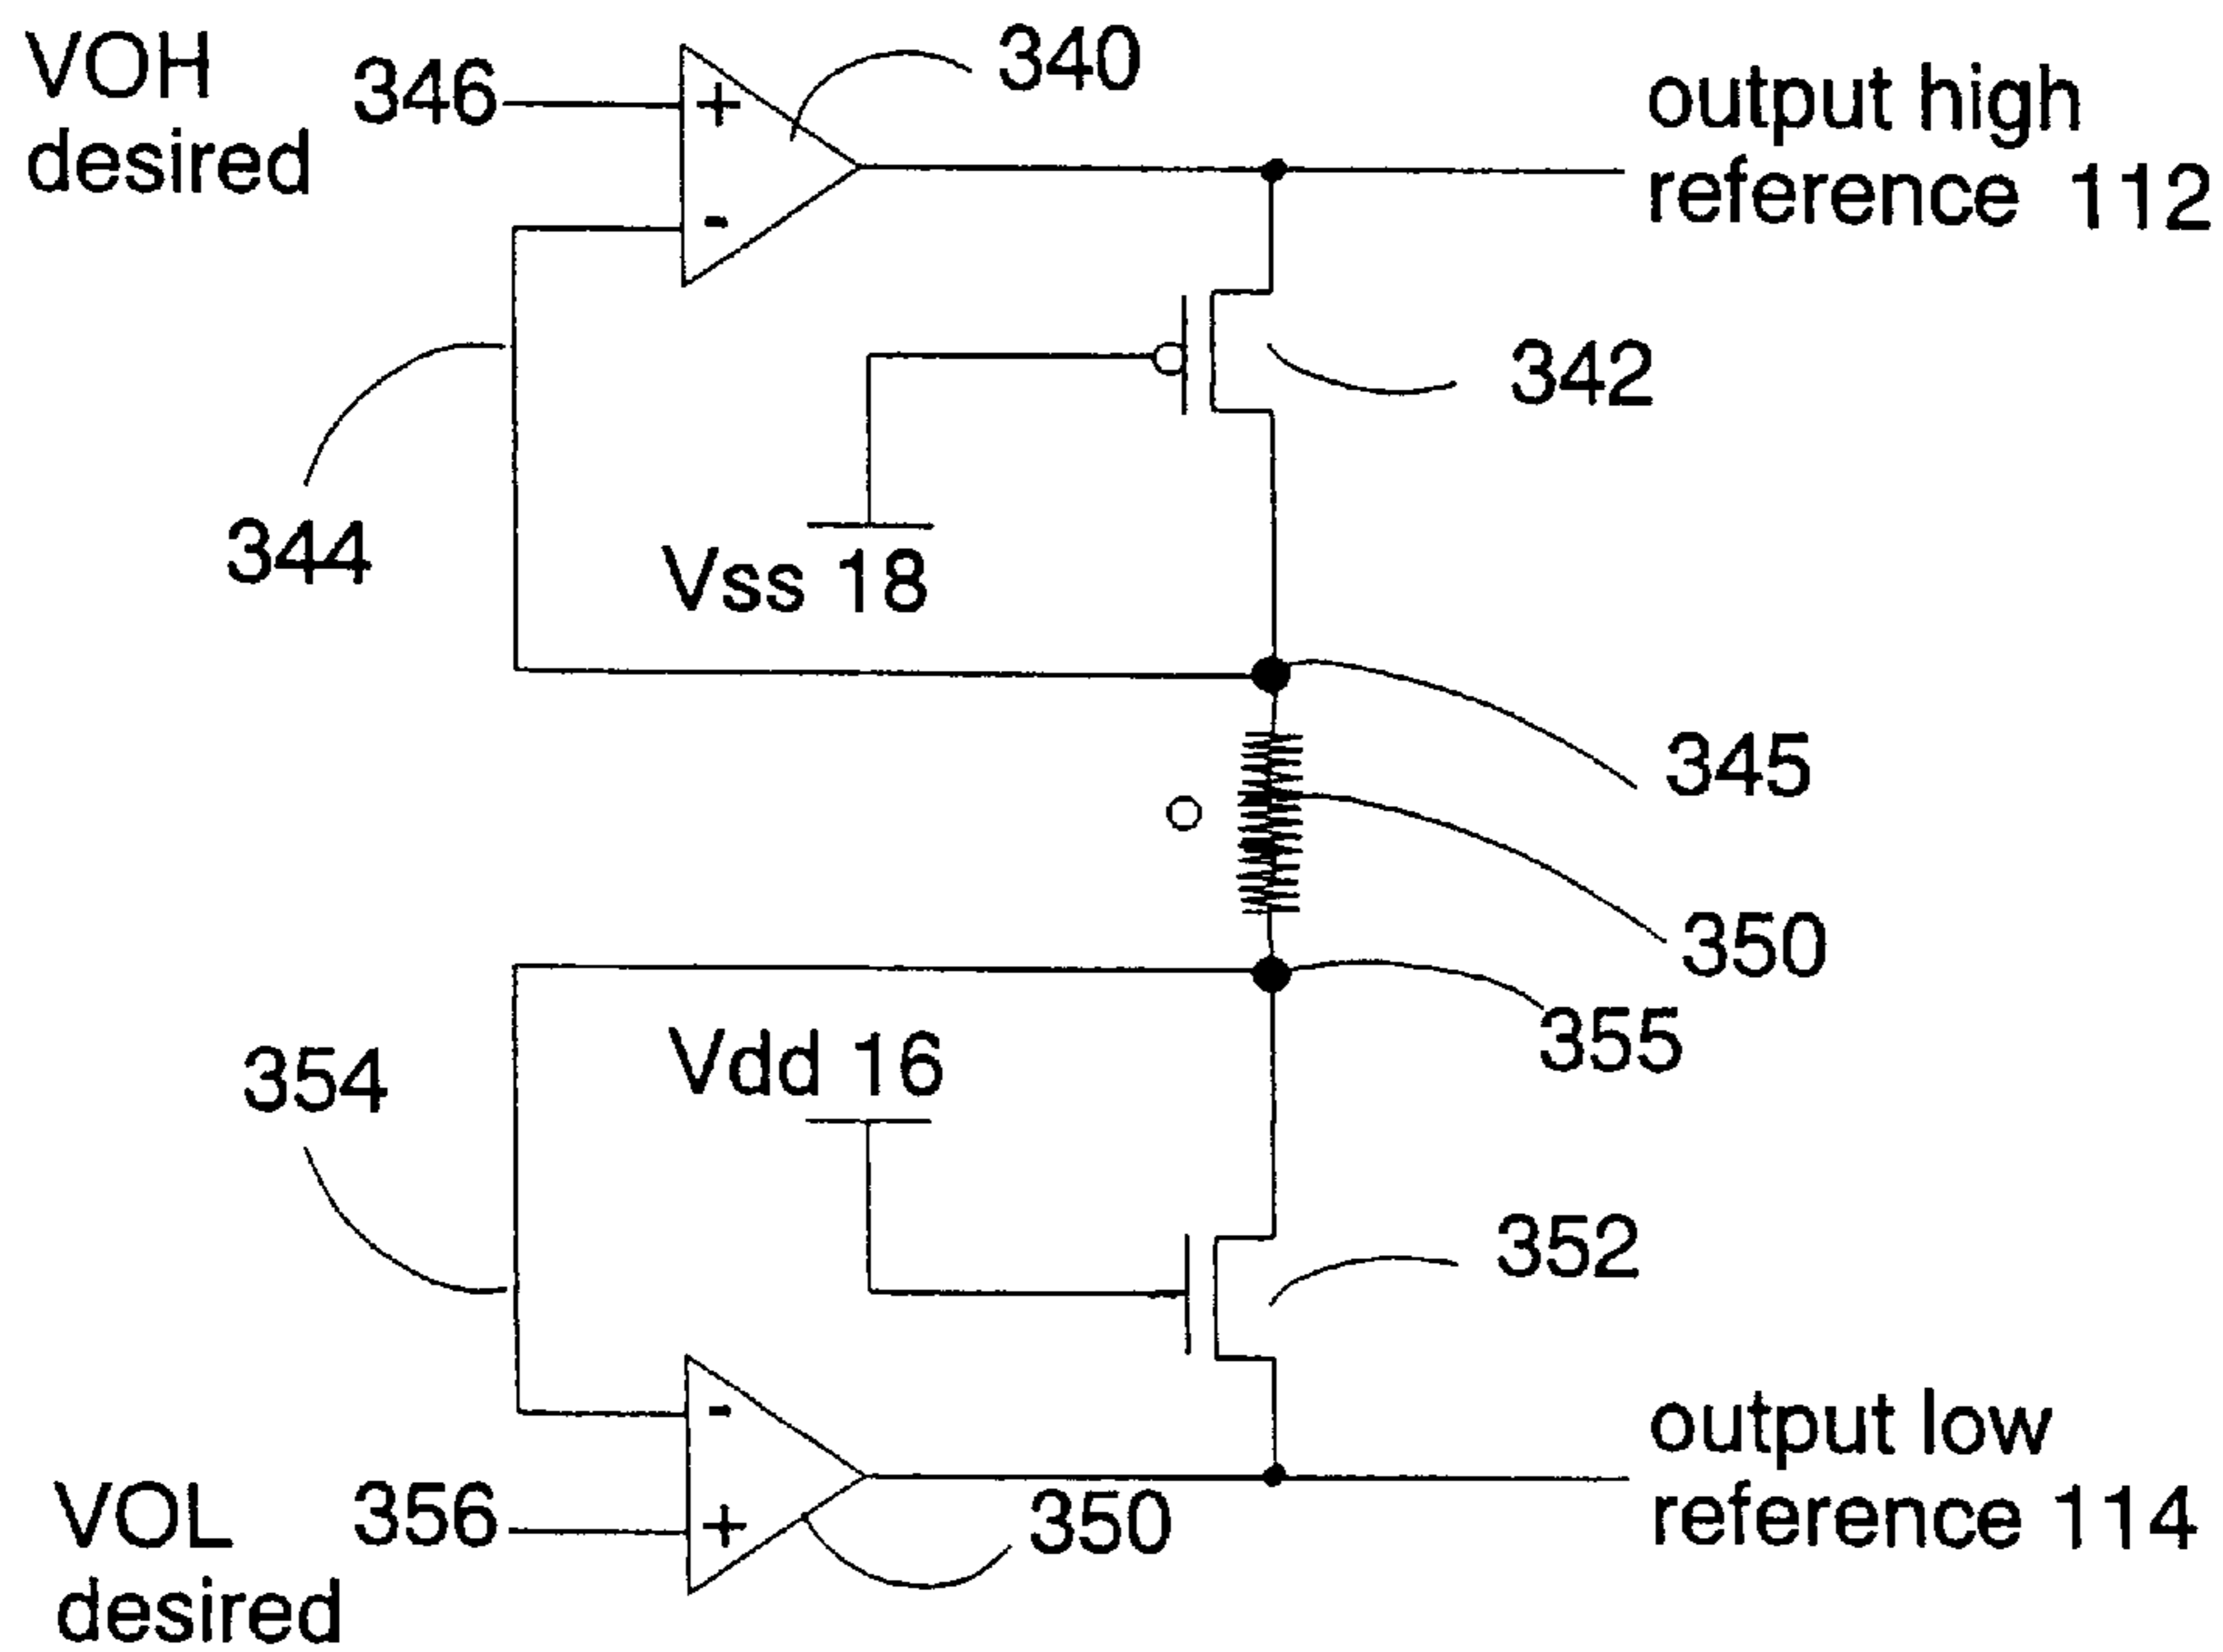 VOH
desired
346
+
-
340
output high
reference 112
342
344
Vss 18
345
350
355
354
Vdd 16
352
-
+
VOL
desired
356
350
output low
reference 114